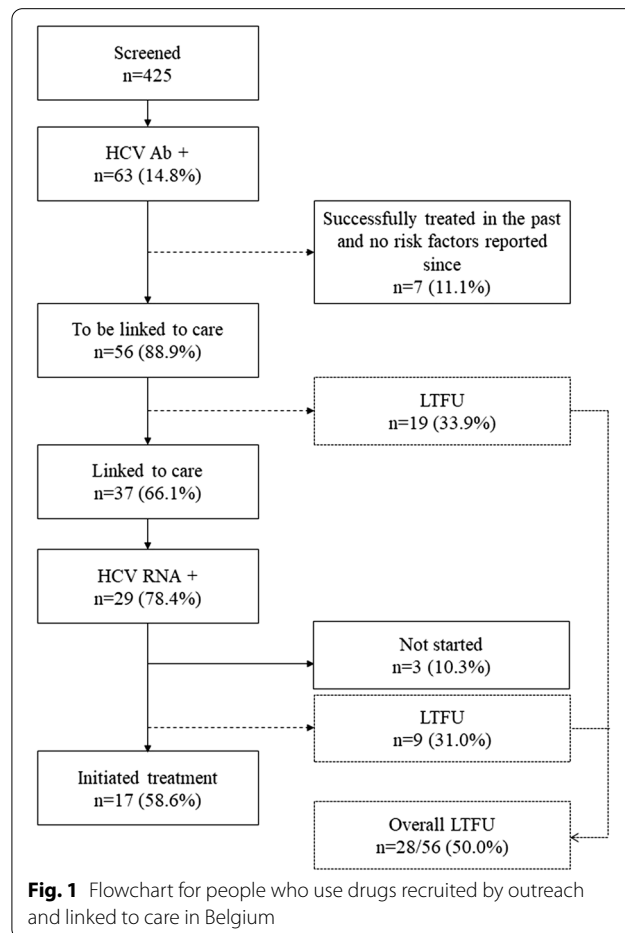 Screened
n=425
HCV Ab +
n=63 (14.8%)
Successfully treated in the past
and no risk factors reported
since
n=7 (11.1%)
To be linked to care
n=56 (88.9%)
LTFU
n=19 (33.9%)
Linked to care
n=37 (66.1%)
HCV RNA +
n=29 (78.4%)
Not started
n=3 (10.3%)
LTFU
n=9 (31.0%)
Initiated treatment
n=17 (58.6%)
Overall LTFU
n=28/56 (50.0%)
Fig. 1 Flowchart for people who use drugs recruited by outreach
and linked to care in Belgium